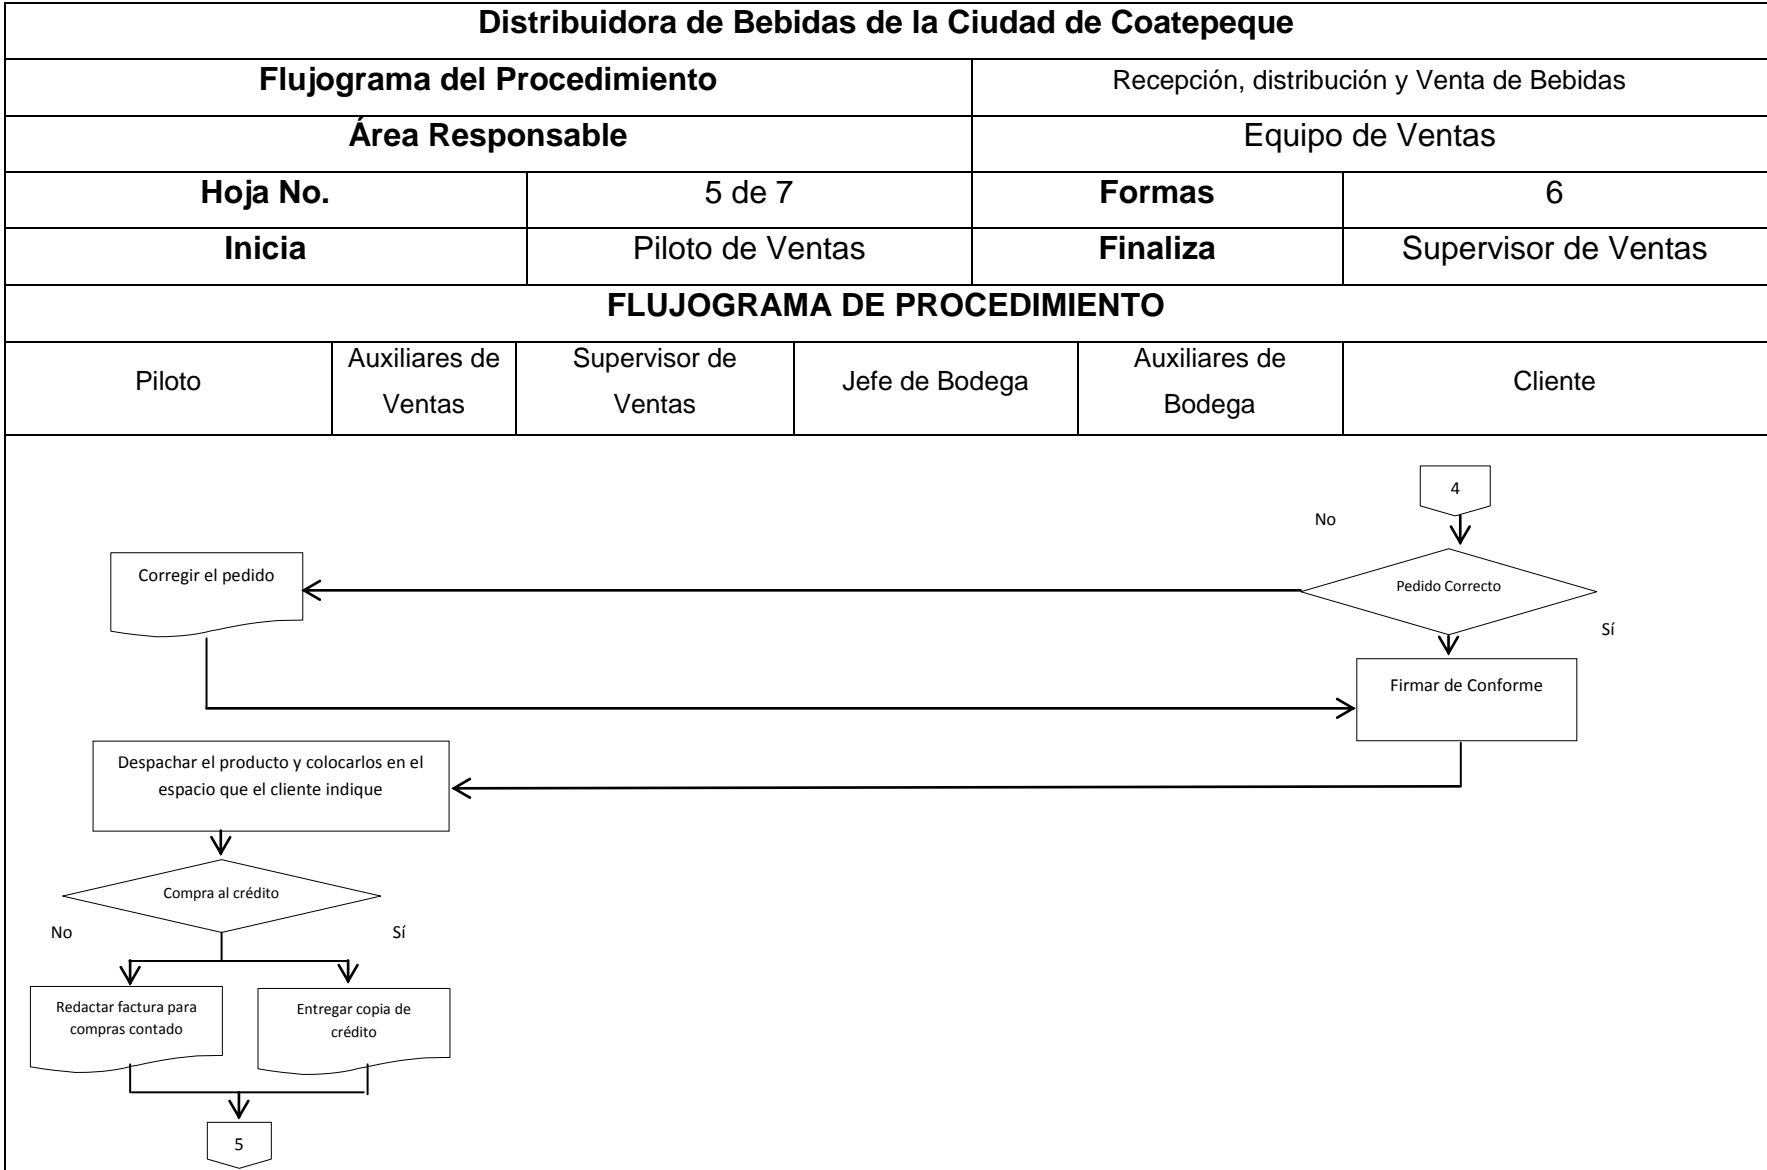 Distribuidora de Bebidas de la Ciudad de Coatepeque
Flujograma del Procedimiento
Recepción, distribución y Venta de Bebidas
Área Responsable
Equipo de Ventas
Hoja No.
5 de 7
Formas
6
Inicia
Piloto de Ventas
Finaliza
Supervisor de Ventas
FLUJOGRAMA DE PROCEDIMIENTO
Piloto
Auxiliares de
Ventas
Supervisor de
Ventas
Jefe de Bodega
Auxiliares de
Bodega
Cliente
4
No
Pedido Correcto
Corregir el pedido
Sí
Firmar de Conforme
Despachar el producto y colocarlos en el
espacio que el cliente indique
Compra al crédito
No
Sí
Redactar factura para
compras contado
Entregar copia de
crédito
5